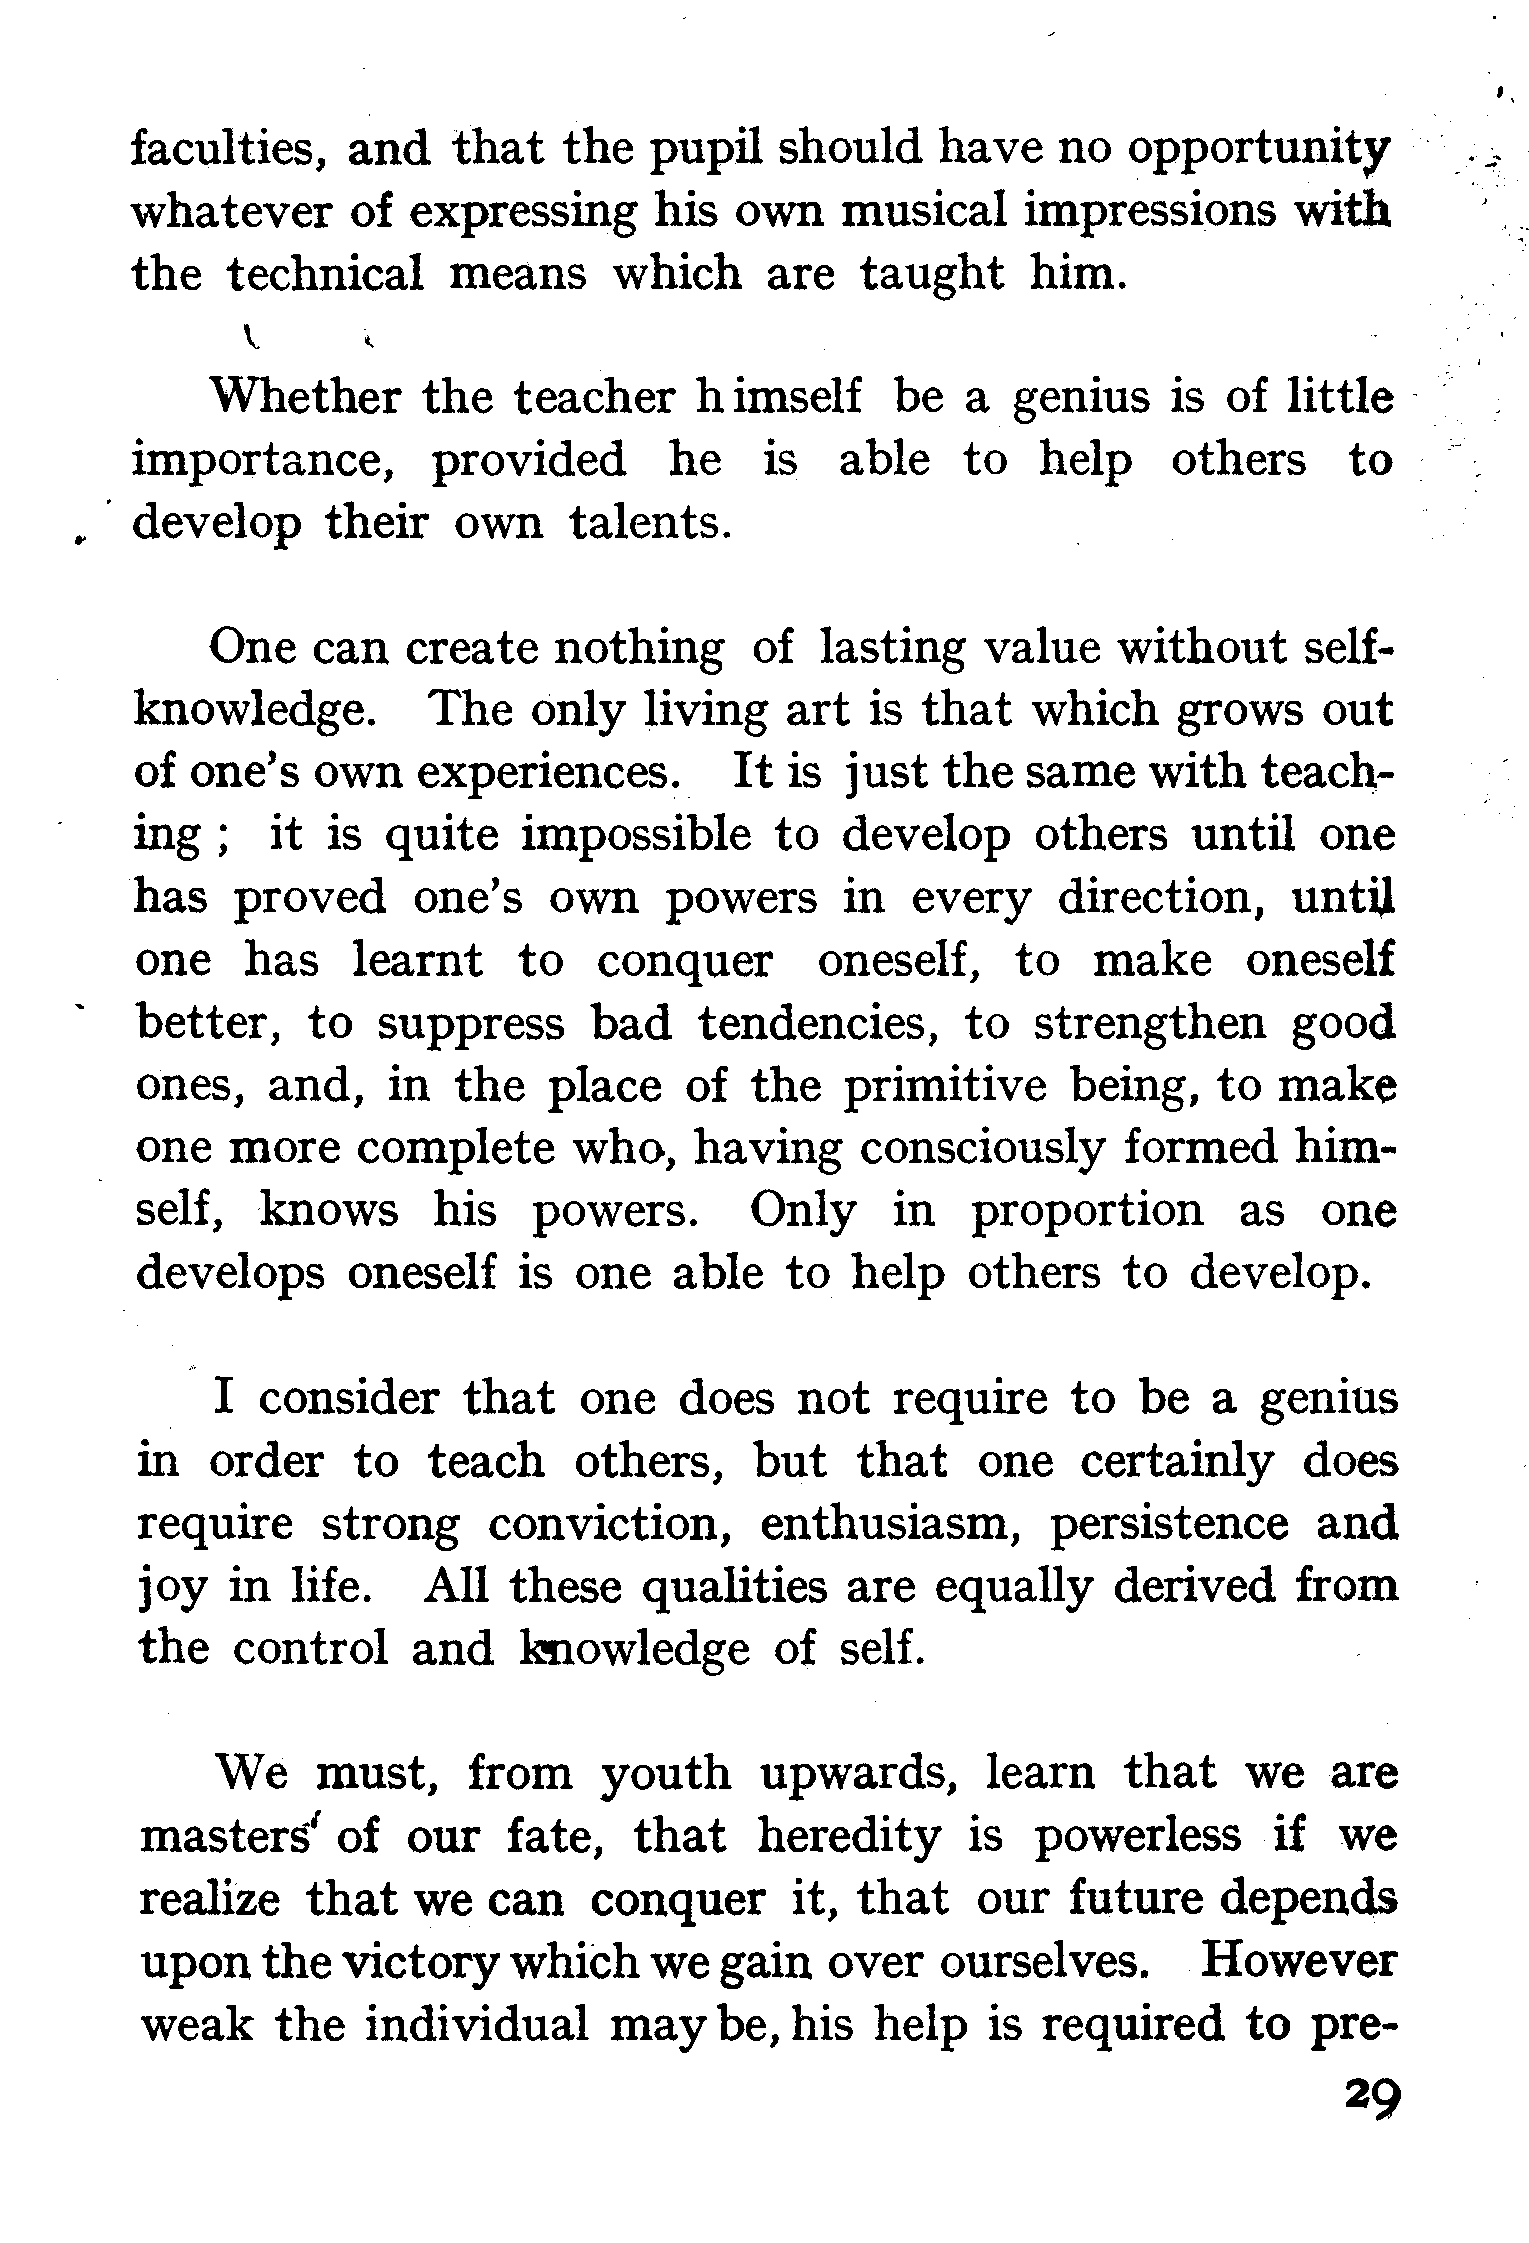 faculties, and that the pupil should have no opportunity
whatever of expressing his own musical impressions with
the technical means which are taught him.
Whether the teacher himself be a genius is of little
importance, provided he is able to help others to
develop their own talents.
One can create nothing of lasting value without self-
knowledge. The only living art is that which grows out
of one's own experiences. It is just the same with teach-
ing ; it is quite impossible to develop others until one
has proved one's own powers in every direction, until
one has learnt to conquer oneself, to make oneself
better, to suppress bad tendencies, to strengthen good
ones, and, in the place of the primitive being, to make
one more complete who, having consciously formed him-
self, knows his powers. Only in proportion as one
develops oneself is one able to help others to develop.
I consider that one does not require to be a genius
in order to teach others, but that one certainly does
require strong conviction, enthusiasm, persistence and
joy in life. All these qualities are equally derived from
the control and knowledge of self.
We must, from youth upwards, learn that we are
masters of our fate, that heredity is powerless if we
realize that we can conquer it, that our future depends
upon the victory which we gain over ourselves. However
weak the individual may be, his help is required to pre-
29